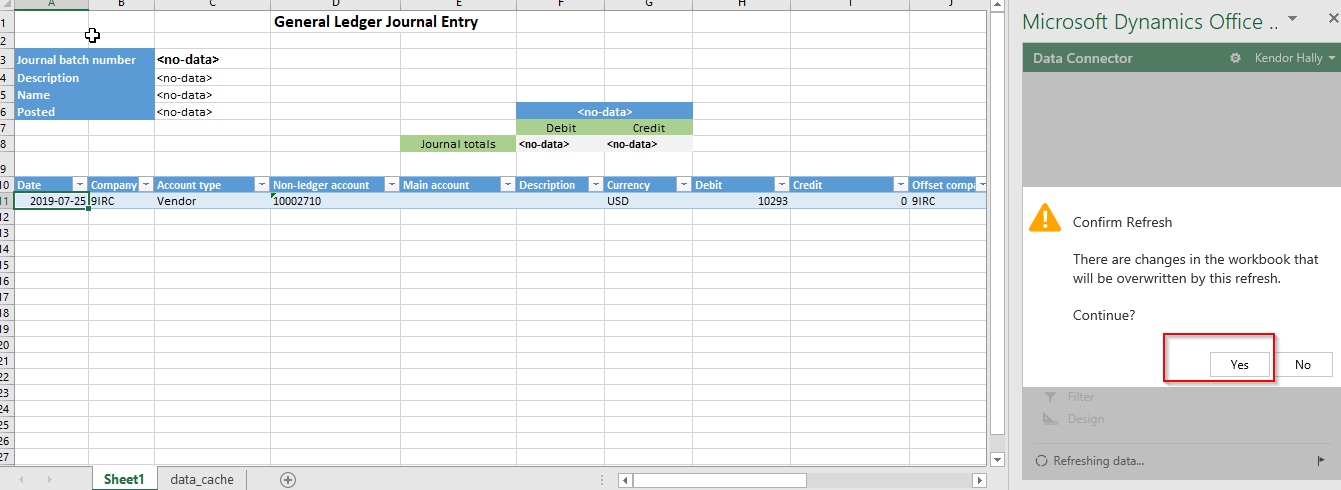 A B C D E F G H I J
1 General Ledger Journal Entry
2
3 Journal batch number <no-data>
4 Description <no-data>
5 Name <no-data>
6 Posted <no-data> <no-data>
7 Debit Credit
8 Journal totals <no-data> <no-data>
9
10 Date Company Account type Non-ledger account Main account Description Currency Debit Credit Offset compa
11 2019-07-25 9IRC Vendor 10002710 USD 10293 0 9IRC
12
13
14
15
16
17
18
19
20
21
22
23
24
25
26
27
Sheet1 data_cache
Microsoft Dynamics Office ..
Data Connector Kendor Hally
Confirm Refresh
There are changes in the workbook that
will be overwritten by this refresh.
Continue?
Yes No
Filter
Design
Refreshing data...